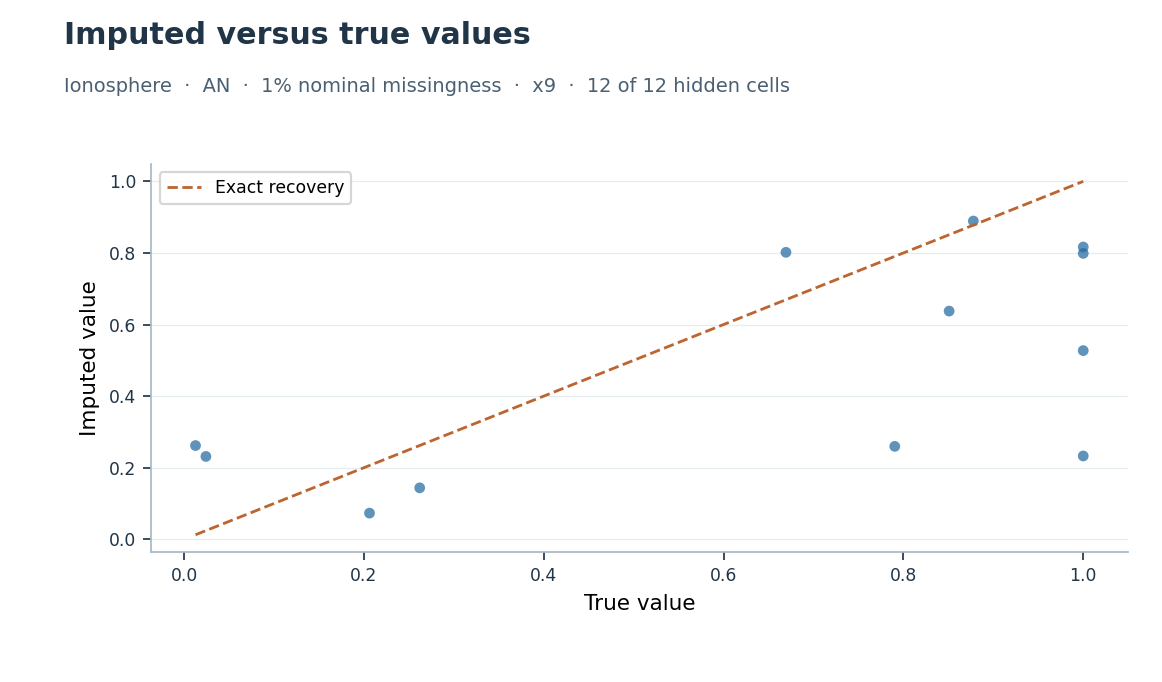 Imputed versus true values
Ionosphere · AN · 1% nominal missingness · x9 · 12 of 12 hidden cells
Exact recovery
Imputed value
1.0
0.8
0.6
0.4
0.2
0.0
0.0 0.2 0.4 0.6 0.8 1.0
True value